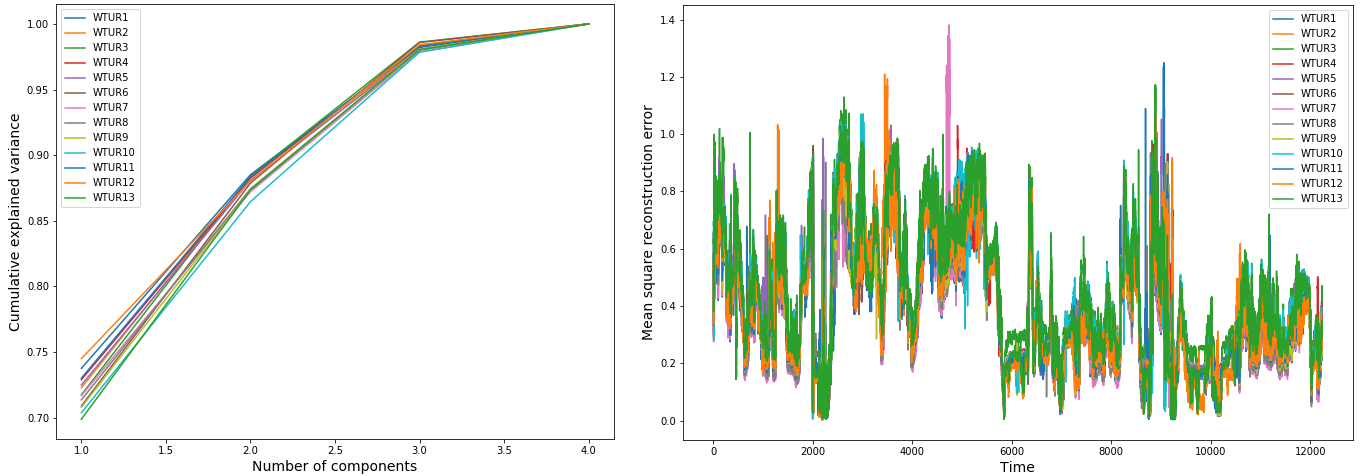 WTUR1
WTUR2
WTUR3
WTUR4
WTUR5
WTUR6
WTUR7
WTUR8
WTUR9
WTUR10
WTUR11
WTUR12
WTUR13
1.00
0.95
0.90
0.85
0.80
0.75
0.70
Cumulative explained variance
1.0 1.5 2.0 2.5 3.0 3.5 4.0
Number of components
WTUR1
WTUR2
WTUR3
WTUR4
WTUR5
WTUR6
WTUR7
WTUR8
WTUR9
WTUR10
WTUR11
WTUR12
WTUR13
1.4
1.2
1.0
0.8
0.6
0.4
0.2
0.0
Mean square reconstruction error
0 2000 4000 6000 8000 10000 12000
Time